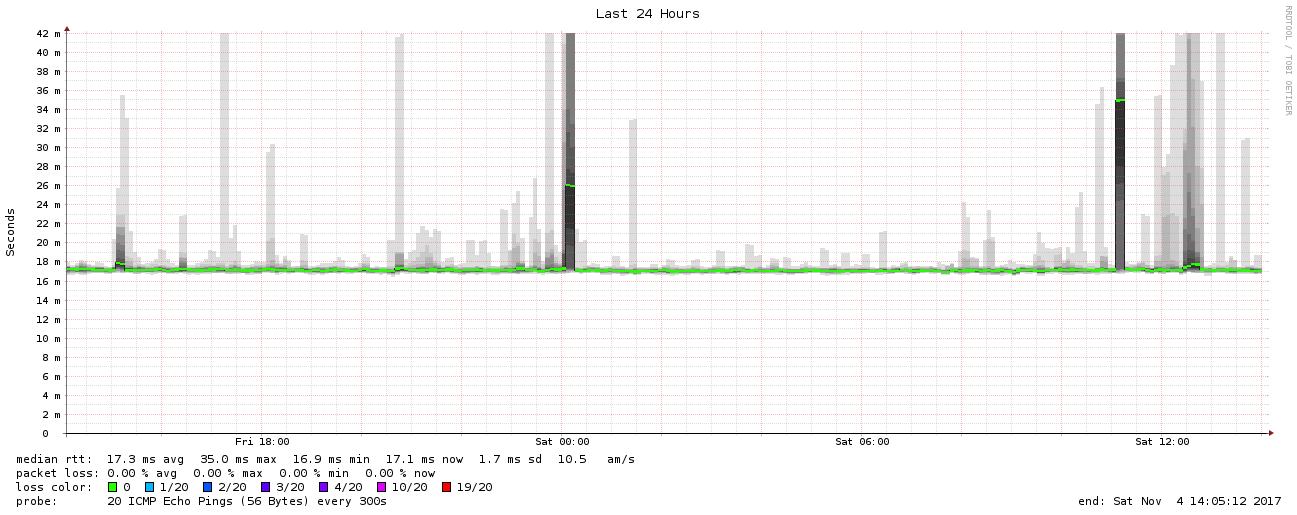 Last 24 Hours
RRDTOOL / TOBI OETIKER
Seconds
42 m
40 m
38 m
36 m
34 m
32 m
30 m
28 m
26 m
24 m
22 m
20 m
18 m
16 m
14 m
12 m
10 m
8 m
6 m
4 m
2 m
0
Fri 18:00 Sat 00:00 Sat 06:00 Sat 12:00
median rtt: 17.3 ms avg 35.0 ms max 16.9 ms min 17.1 ms now 1.7 ms sd 10.5 am/s
packet loss: 0.00 % avg 0.00 % max 0.00 % min 0.00 % now
loss color: 0 1/20 2/20 3/20 4/20 10/20 19/20
probe: 20 ICMP Echo Pings (56 Bytes) every 300s end: Sat Nov 4 14:05:12 2017